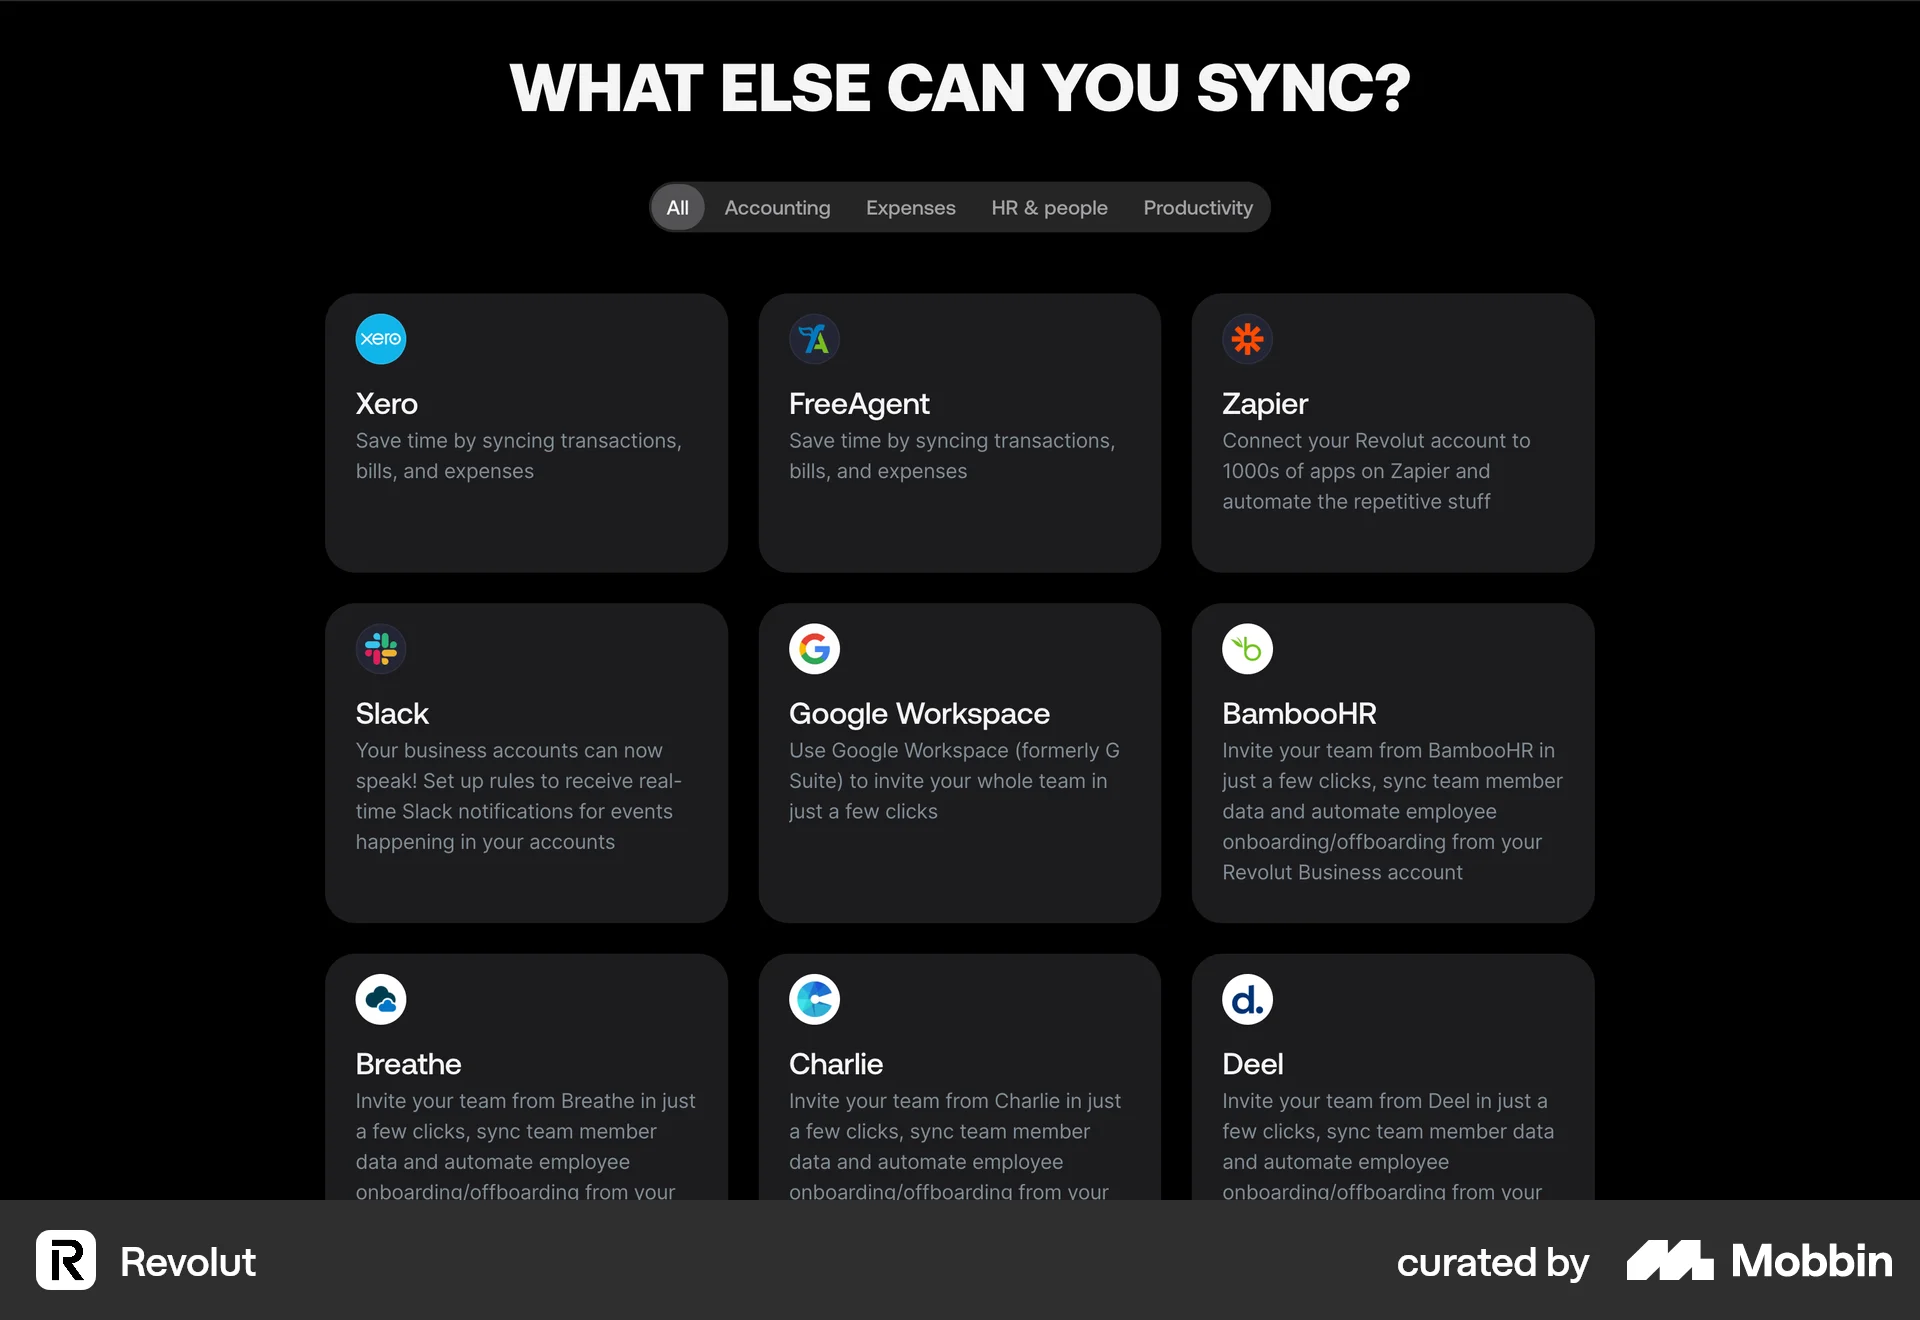 WHAT ELSE CAN YOU SYNC?
All
Accounting
Expenses
HR & people
Productivity
xero
Xero
Save time by syncing transactions,
bills, and expenses
FreeAgent
Save time by syncing transactions,
bills, and expenses
Zapier
Connect your Revolut account to
1000s of apps on Zapier and
automate the repetitive stuff
Slack
Your business accounts can now
speak! Set up rules to receive real-
time Slack notifications for events
happening in your accounts
Google Workspace
Use Google Workspace (formerly G
Suite) to invite your whole team in
just a few clicks
BambooHR
Invite your team from BambooHR in
just a few clicks, sync team member
data and automate employee
onboarding/offboarding from your
Revolut Business account
Breathe
Invite your team from Breathe in just
a few clicks, sync team member
data and automate employee
onboarding/offboarding from your
Charlie
Invite your team from Charlie in just
a few clicks, sync team member
data and automate employee
onboarding/offboarding from your
d.
Deel
Invite your team from Deel in just a
few clicks, sync team member data
and automate employee
onboarding/offboarding from your
Revolut
curated by
Mobbin